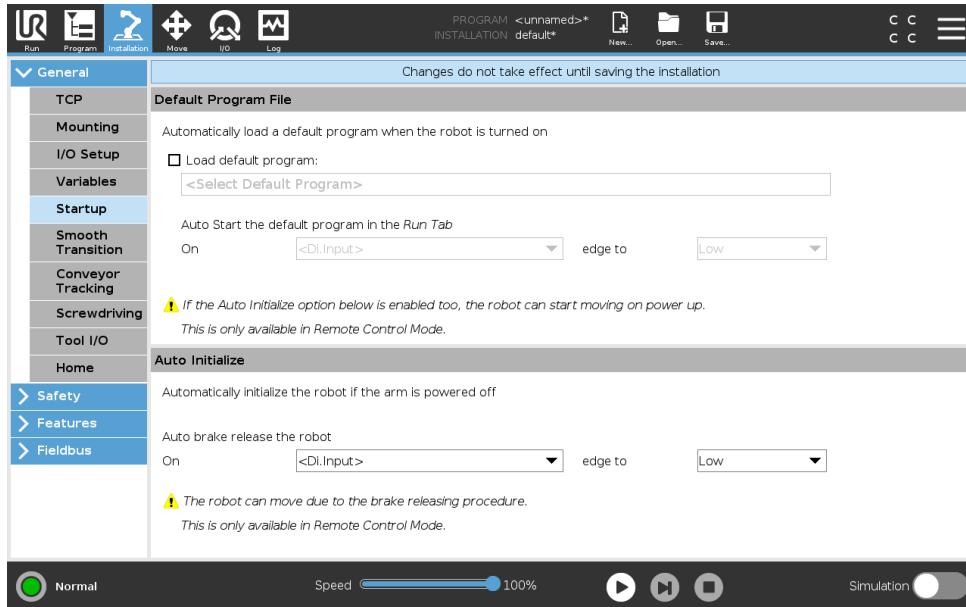 PROGRAM <unnamed>*
INSTALLATION default*
UR
Run
Program
Installation
Move
I/O
Log
New...
Open...
Save...
C C
C C
General
TCP
Mounting
I/O Setup
Variables
Startup
Smooth
Transition
Conveyor
Tracking
Screwdriving
Tool I/O
Home
Safety
Features
Fieldbus
Changes do not take effect until saving the installation
Default Program File
Automatically load a default program when the robot is turned on
Load default program:
<Select Default Program>
Auto Start the default program in the Run Tab
On <Di.Input> edge to Low
If the Auto Initialize option below is enabled too, the robot can start moving on power up.
This is only available in Remote Control Mode.
Auto Initialize
Automatically initialize the robot if the arm is powered off
Auto brake release the robot
On <Di.Input> edge to Low
The robot can move due to the brake releasing procedure.
This is only available in Remote Control Mode.
Normal
Speed 100%
Simulation